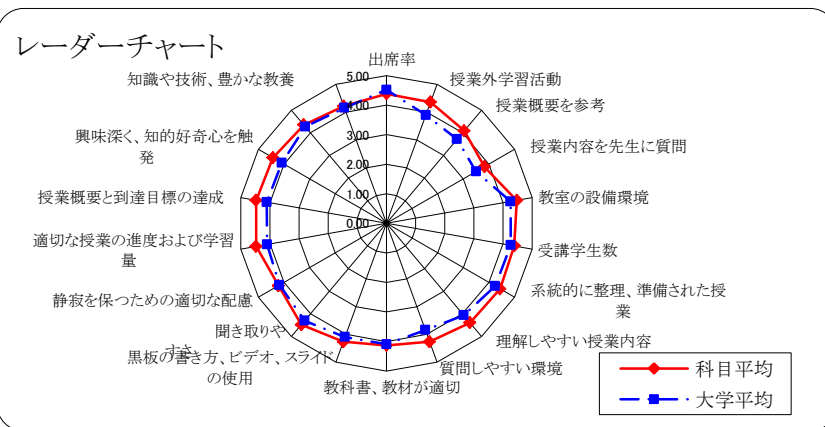 レーダーチャート
出席率
授業外学習活動
授業概要を参考
授業内容を先生に質問
教室の設備環境
受講学生数
系統的に整理、準備された授
業
理解しやすい授業内容
質問しやすい環境
教科書、教材が適切
黒板の書き方、ビデオ、スライド
の使用
聞き取りや
すさ
静寂を保つための適切な配慮
適切な授業の進度および学習
量
授業概要と到達目標の達成
興味深く、知的好奇心を触
発
知識や技術、豊かな教養
5.00
4.00
3.00
2.00
1.00
0.00
科目平均
大学平均